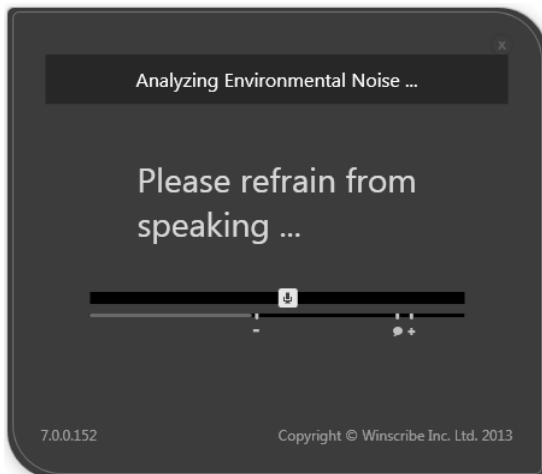 x
Analyzing Environmental Noise ...
Please refrain from
speaking ...
- +
7.0.0.152 Copyright © Winscribe Inc. Ltd. 2013